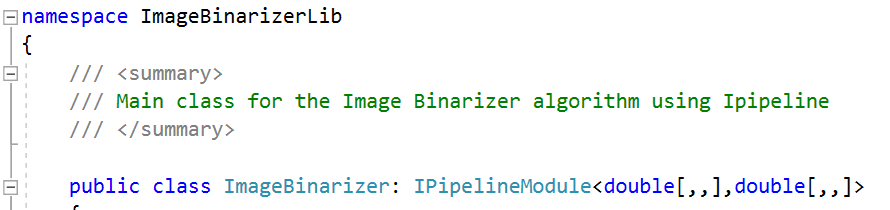 namespace ImageBinarizerLib
{
/// <summary>
/// Main class for the Image Binarizer algorithm using Ipipeline
/// </summary>
public class ImageBinarizer: IPipelineModule<double[,,],double[,,]>
{